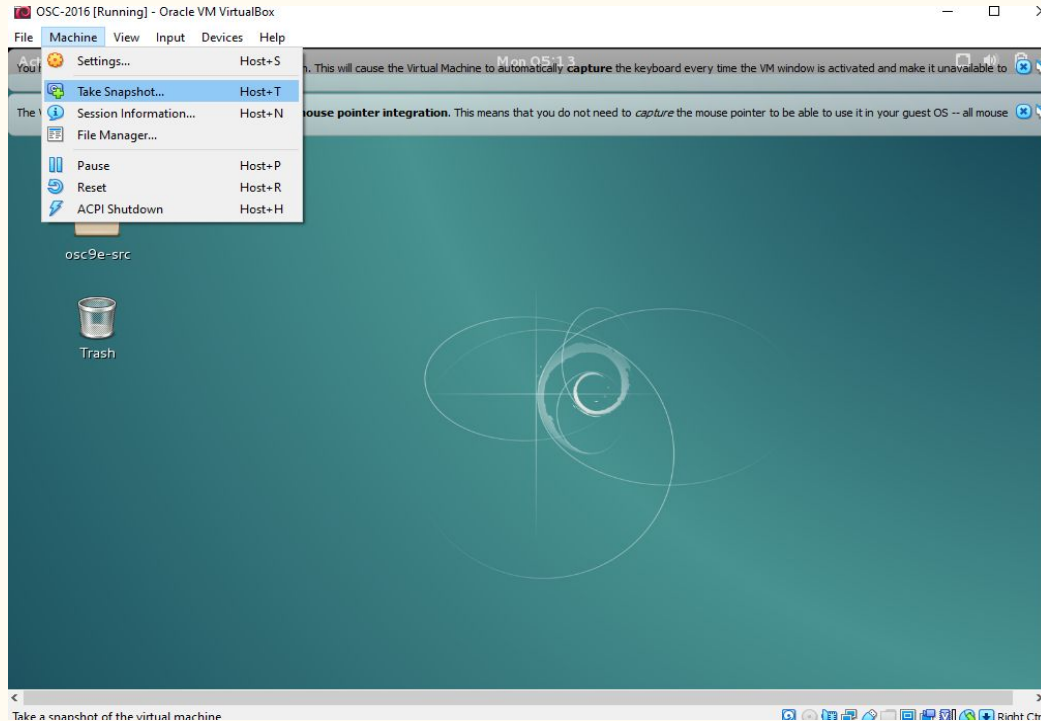 OSC-2016 [Running] - Oracle VM VirtualBox
File Machine View Input Devices Help
Settings... Host+S
Take Snapshot... Host+T
Session Information... Host+N
File Manager...
Pause Host+P
Reset Host+R
ACPI Shutdown Host+H
Mon 05:13
This will cause the Virtual Machine to automatically capture the keyboard every time the VM window is activated and make it unavailable to
The
pointer integration. This means that you do not need to capture the mouse pointer to be able to use it in your guest OS -- all mouse
osc9e-src
Trash
Take a snapshot of the virtual machine
Right Ctr